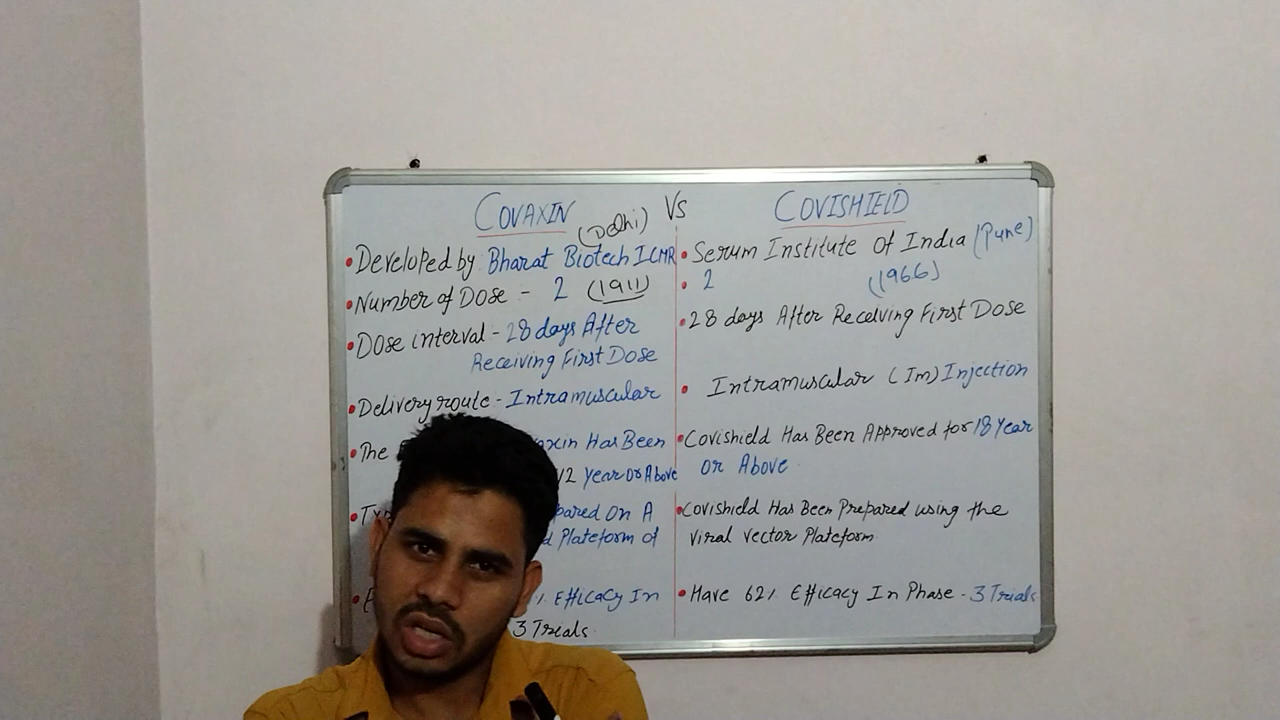 COVAXIN Vs COVISHIELD
(Delhi)
• Developed by Bharat Biotech ICMR
• Number of Dose - 2 (1911)
• Dose interval - 28 days After
Receiving First Dose
• Delivery route - Intramuscular
• The Has Been
12 Year Or Above
On A
Plateform of
Efficacy In
3 Trials
• Serum Institute Of India (Pune)
• 2 (1966)
• 28 days After Receiving First Dose
• Intramuscular (Im) Injection
• Covishield Has Been Approved for 18 Year
Or Above
• Covishield Has Been Prepared using the
Viral Vector Plateform
• Have 62% Efficacy In Phase - 3 Trials